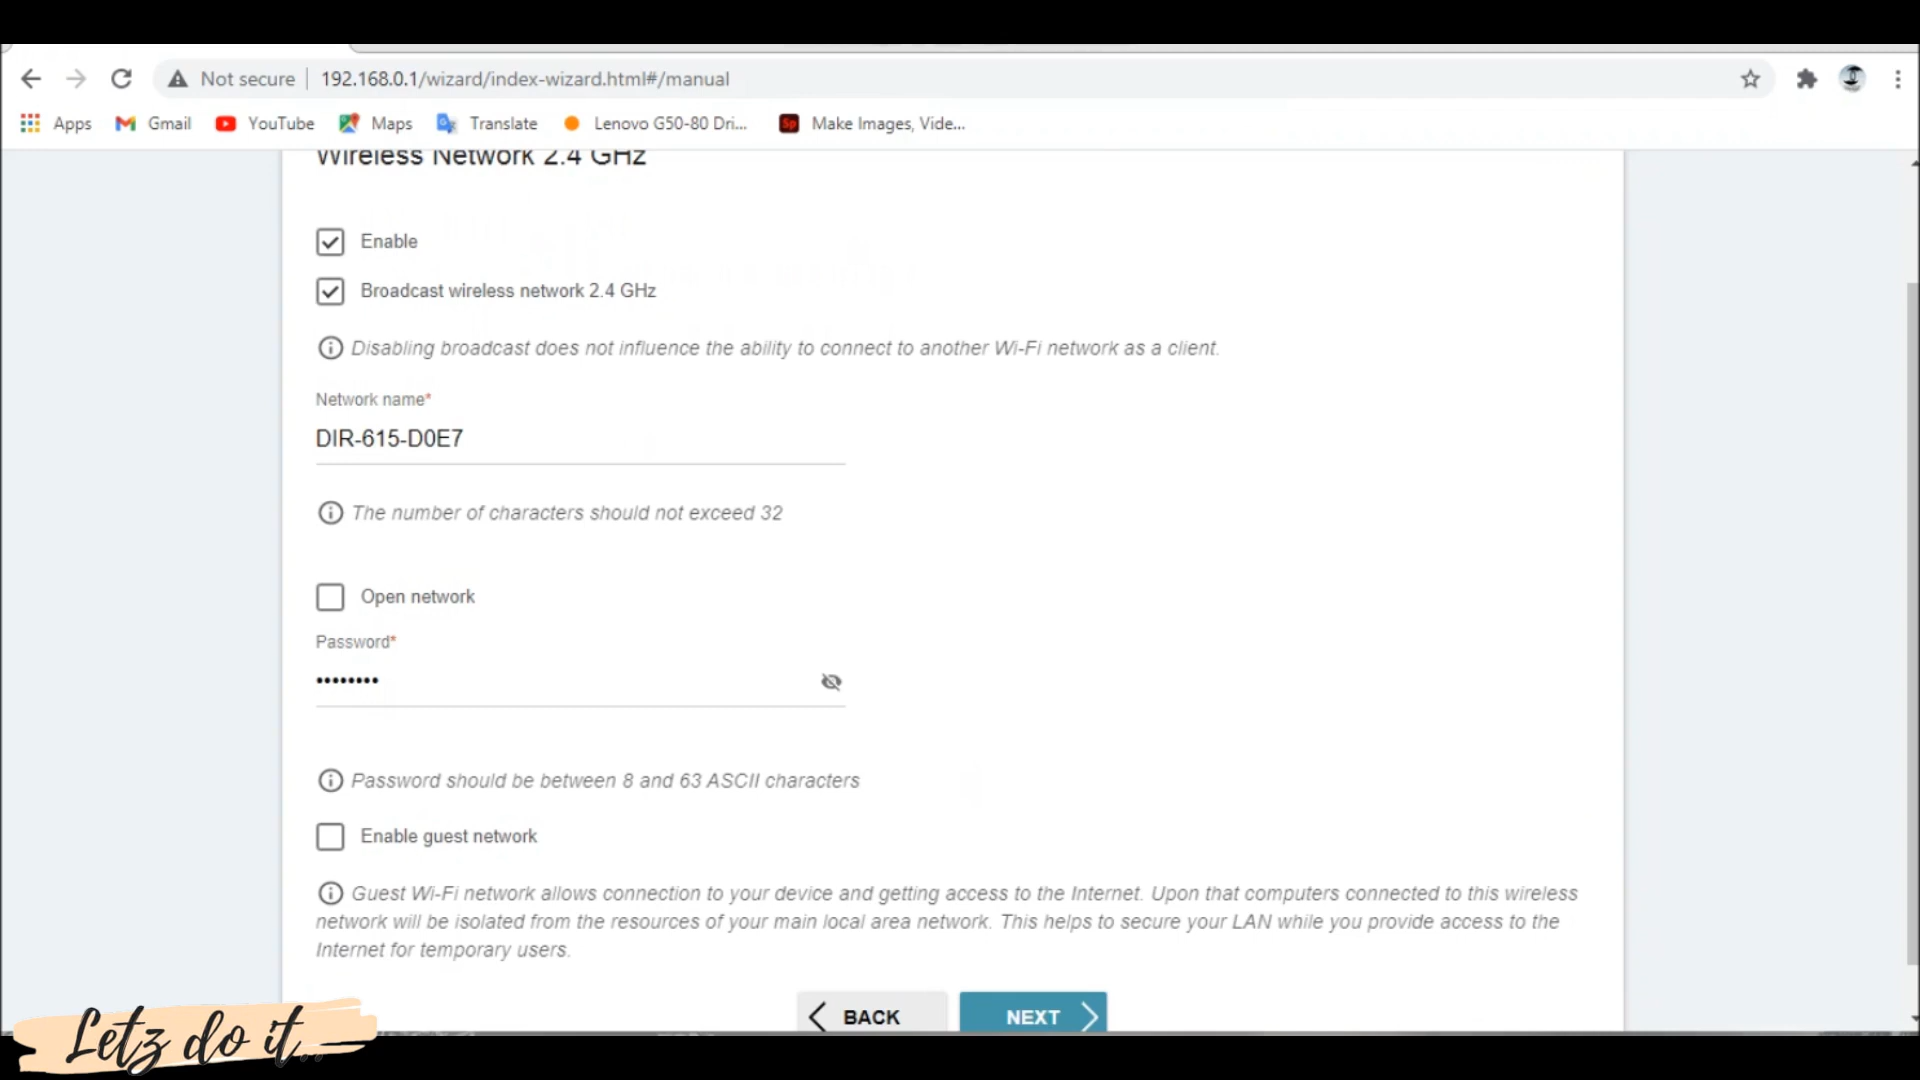 Not secure 192.168.0.1/wizard/index-wizard.html#/manual
Apps Gmail YouTube Maps Translate Lenovo G50-80 Dri... Sp Make Images, Vide...
Wireless Network 2.4 GHz
Enable
Broadcast wireless network 2.4 GHz
Disabling broadcast does not influence the ability to connect to another Wi-Fi network as a client.
Network name*
DIR-615-D0E7
The number of characters should not exceed 32
Open network
Password*
••••••••
Password should be between 8 and 63 ASCII characters
Enable guest network
Guest Wi-Fi network allows connection to your device and getting access to the Internet. Upon that computers connected to this wireless
network will be isolated from the resources of your main local area network. This helps to secure your LAN while you provide access to the
Internet for temporary users.
BACK NEXT
Letz do it...